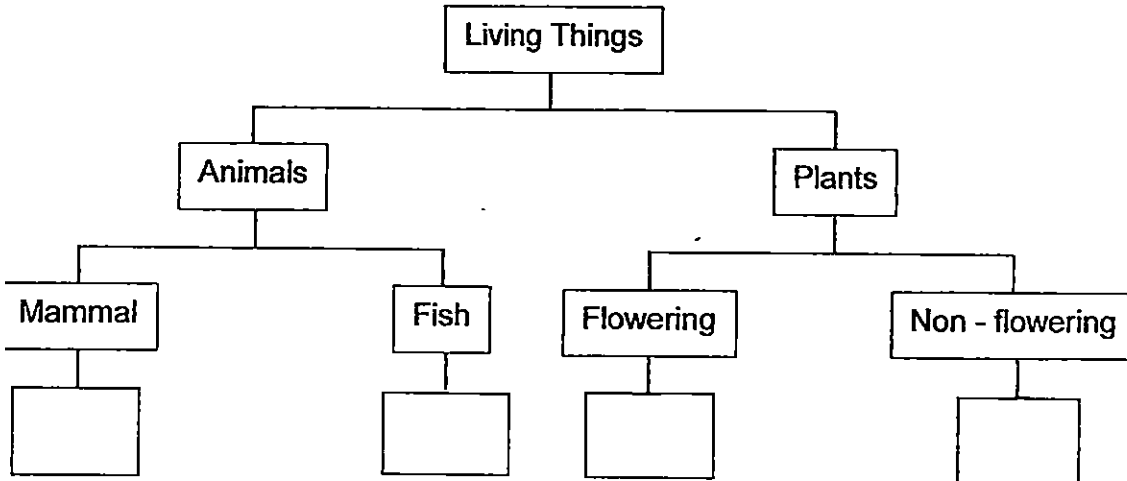 Living Things
Animals
Plants
Mammal
Fish
Flowering
Non - flowering